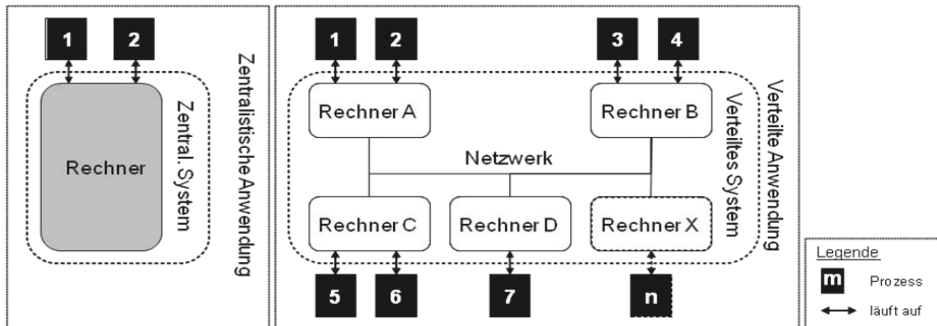 1 2
Rechner
Zentral. System
Zentralistische Anwendung
1 2 3 4
Rechner A Rechner B
Netzwerk
Rechner C Rechner D Rechner X
5 6 7 n
Verteiltes System
Verteilte Anwendung
Legende
m Prozess
läuft auf